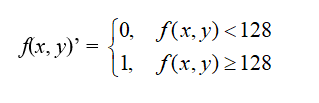 f(x, y)’ = { 0, f(x, y) < 128
1, f(x, y) ≥ 128